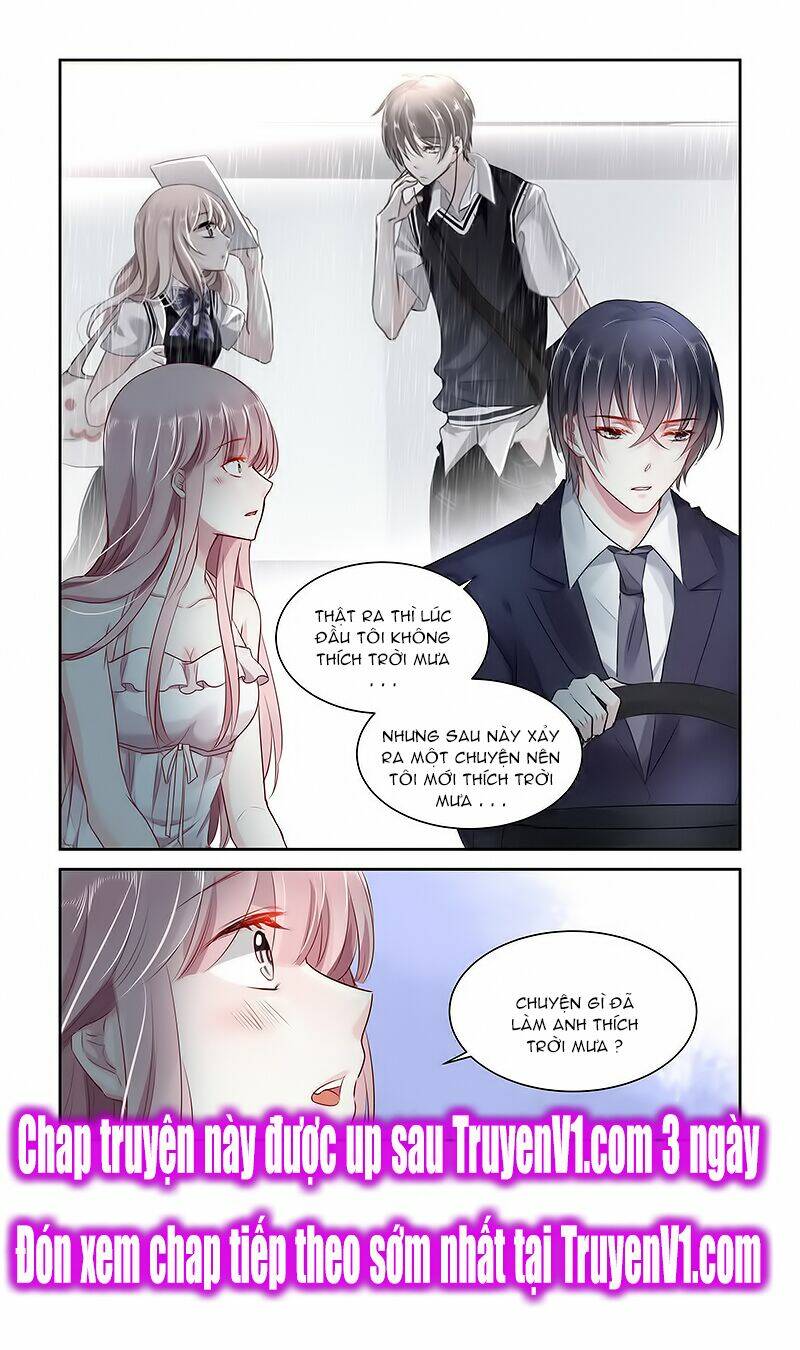 THẬT RA THÌ LÚC
ĐẦU TÔI KHÔNG
THÍCH TRỜI MƯA
. . .
NHƯNG SAU NÀY XẢY
RA MỘT CHUYỆN NÊN
TÔI MỚI THÍCH TRỜI
MƯA . . .
CHUYỆN GÌ ĐÃ
LÀM ANH THÍCH
TRỜI MƯA ?
Chap truyện này được up sau TruyenV1.com 3 ngày
Đón xem chap tiếp theo sớm nhất tại TruyenV1.com